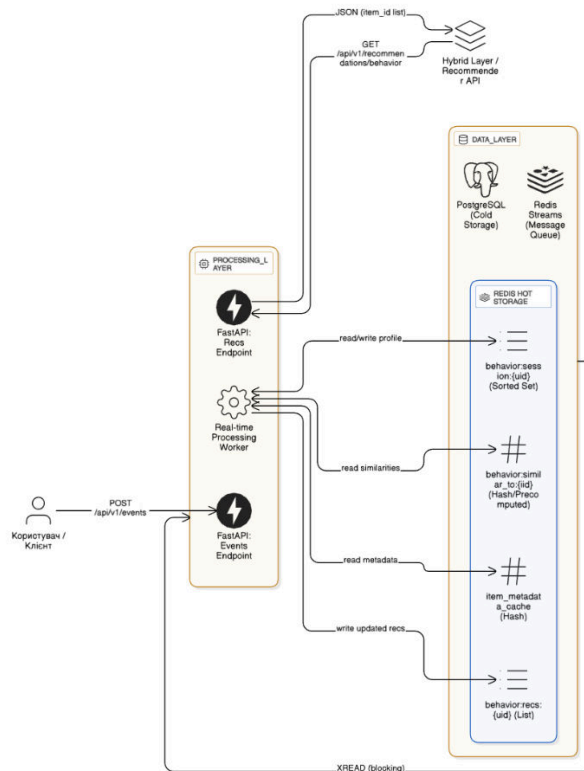 JSON (item_id list)
GET
/api/v1/recommen
dations/behavior
Hybrid Layer /
Recommende
r API
DATA_LAYER
PostgreSQL
(Cold
Storage)
Redis
Streams
(Message
Queue)
PROCESSING_L
AYER
REDIS HOT
STORAGE
FastAPI:
Recs
Endpoint
read/write profile
behavior:sess
ion:{uid}
(Sorted Set)
Real-time
Processing
Worker
read similarities
behavior:simil
ar_to:{iid}
(Hash/Preco
mputed)
POST
/api/v1/events
Користувач /
Клієнт
FastAPI:
Events
Endpoint
read metadata
item_metadat
a_cache
(Hash)
write updated recs
behavior:recs:
{uid} (List)
XREAD (blocking)